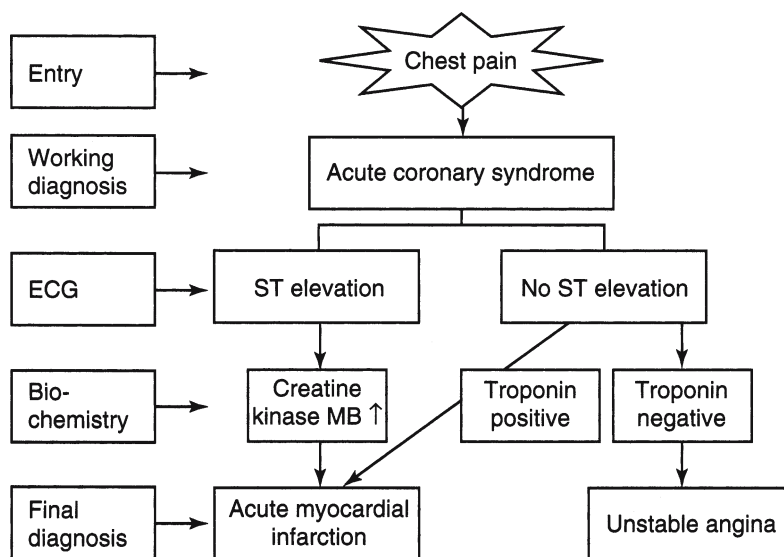 Entry
Chest pain
Working
diagnosis
Acute coronary syndrome
ECG
ST elevation
No ST elevation
Bio-
chemistry
Creatine
kinase MB ↑
Troponin
positive
Troponin
negative
Final
diagnosis
Acute myocardial
infarction
Unstable angina